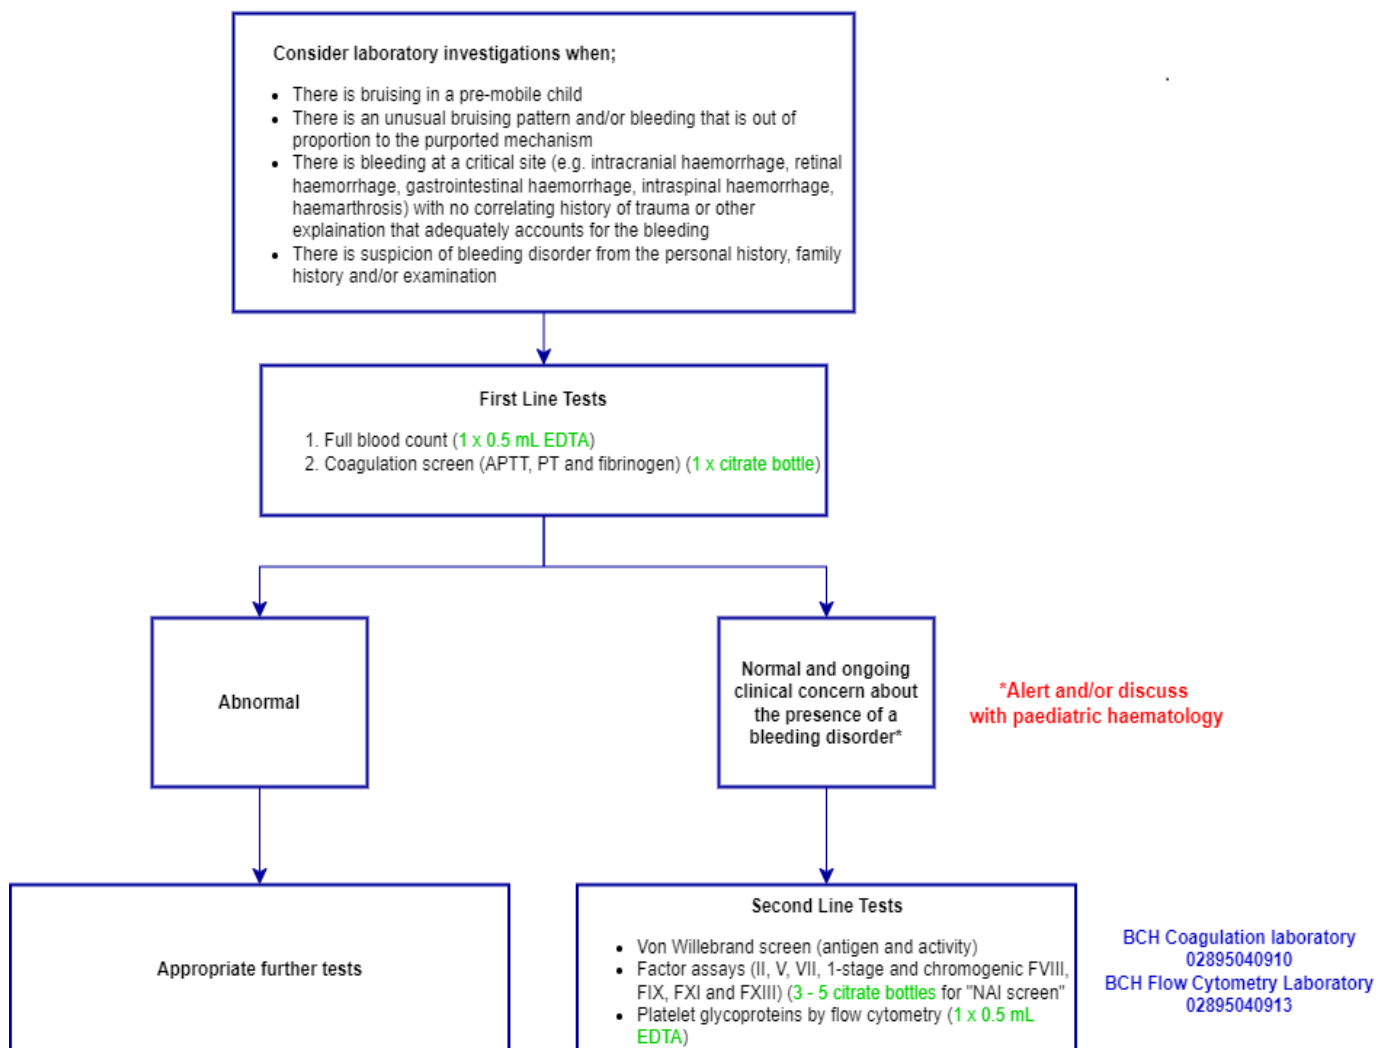 Consider laboratory investigations when;
• There is bruising in a pre-mobile child
• There is an unusual bruising pattern and/or bleeding that is out of
proportion to the purported mechanism
• There is bleeding at a critical site (e.g. intracranial haemorrhage, retinal
haemorrhage, gastrointestinal haemorrhage, intraspinal haemorrhage,
haemarthrosis) with no correlating history of trauma or other
explaination that adequately accounts for the bleeding
• There is suspicion of bleeding disorder from the personal history, family
history and/or examination
First Line Tests
1. Full blood count (1 x 0.5 mL EDTA)
2. Coagulation screen (APTT, PT and fibrinogen) (1 x citrate bottle)
Abnormal
Normal and ongoing
clinical concern about
the presence of a
bleeding disorder*
*Alert and/or discuss
with paediatric haematology
Appropriate further tests
Second Line Tests
• Von Willebrand screen (antigen and activity)
• Factor assays (II, V, VII, 1-stage and chromogenic FVIII,
FIX, FXI and FXIII) (3 - 5 citrate bottles for "NAI screen"
• Platelet glycoproteins by flow cytometry (1 x 0.5 mL
EDTA)
BCH Coagulation laboratory
02895040910
BCH Flow Cytometry Laboratory
02895040913